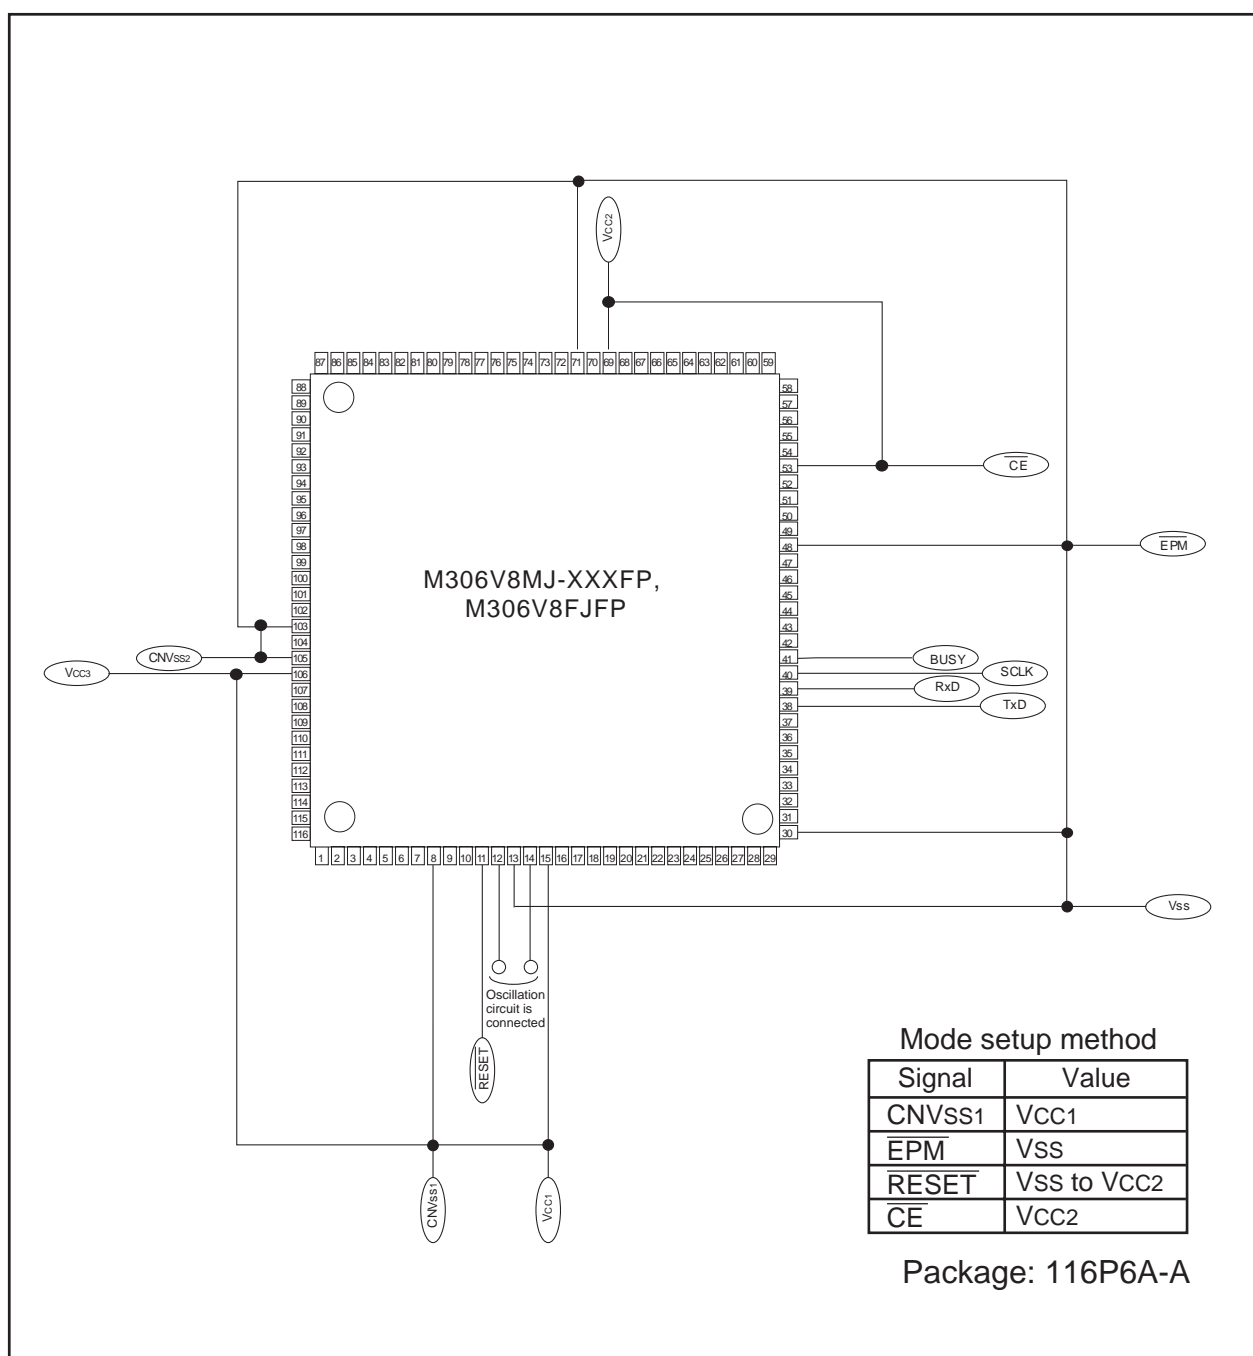 VCC2
87 86 85 84 83 82 81 80 79 78 77 76 75 74 73 72 71 70 69 68 67 66 65 64 63 62 61 60 59
88
89
90
91
92
93
94
95
96
97
98
99
100
101
102
103
104
105
106
107
108
109
110
111
112
113
114
115
116
58
57
56
55
54
53
52
51
50
49
48
47
46
45
44
43
42
41
40
39
38
37
36
35
34
33
32
31
30
M306V8MJ-XXXFP,
M306V8FJFP
CE
EPM
CNVSS2
VCC3
BUSY
SCLK
RxD
TxD
1 2 3 4 5 6 7 8 9 10 11 12 13 14 15 16 17 18 19 20 21 22 23 24 25 26 27 28 29
Vss
Oscillation
circuit is
connected
RESET
CNVss1
VCC1
Mode setup method
Signal Value
CNVSS1 VCC1
EPM VSS
RESET VSS to VCC2
CE VCC2
Package: 116P6A-A